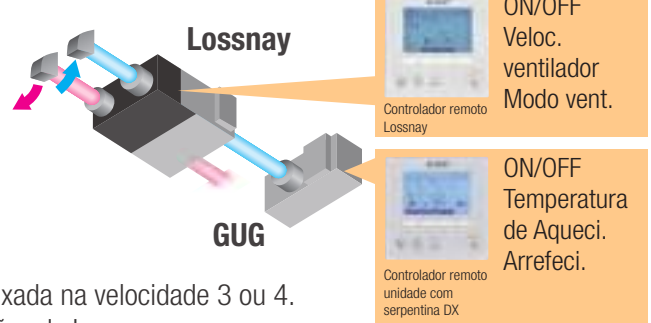 Lossnay
ON/OFF
Veloc.
ventilador
Modo vent.
Controlador remoto
Lossnay
GUG
ON/OFF
Temperatura
de Aqueci.
Arrefeci.
Controlador remoto
unidade com
serpentina DX
xada na velocidade 3 ou 4.